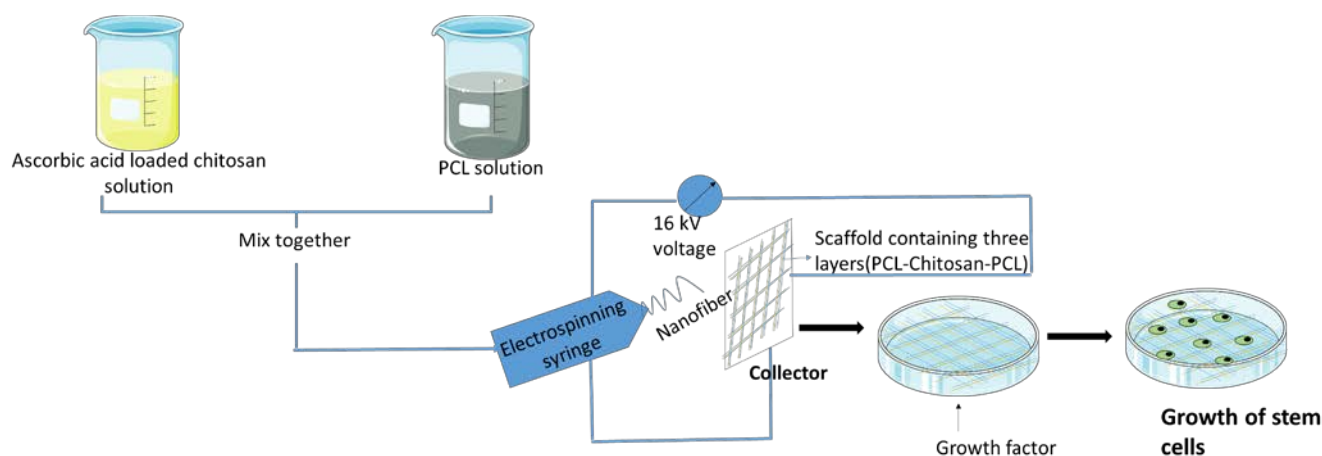 Ascorbic acid loaded chitosan
solution
PCL solution
Mix together
16 kV
voltage
Scaffold containing three
layers(PCL-Chitosan-PCL)
Electrospinning
syringe
Nanofiber
Collector
Growth factor
Growth of stem
cells